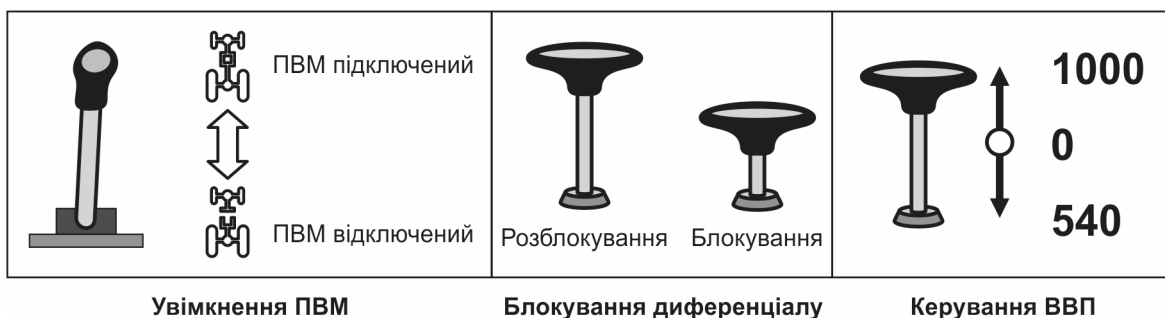 ПВМ підключений
ПВМ відключений
Розблокування
Блокування
1000
0
540
Увімкнення ПВМ
Блокування диференціалу
Керування ВВП